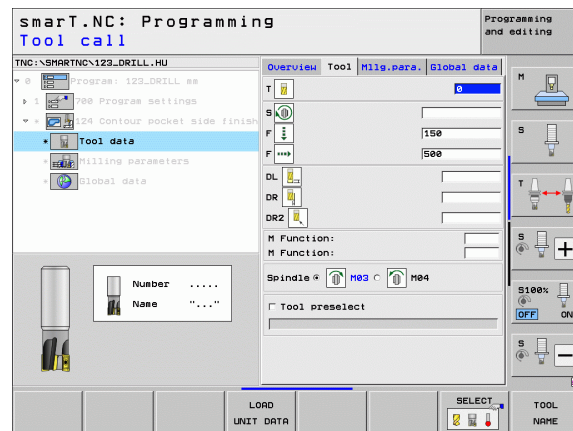 smarT.NC: Programming
Tool call
Programming
and editing
TNC:\SMARTNC\123_DRILL.HU
0 Program: 123_DRILL mm
1 700 Program settings
* 124 Contour pocket side finish
* Tool data
* Milling parameters
* Global data
Overview Tool Mllg.para. Global data
T 0
S
F 150
F 500
DL
DR
DR2
M Function:
M Function:
Spindle M03 M04
Tool preselect
Number .....
Name "..."
M
S
T
S
S100%
OFF ON
S
LOAD
UNIT DATA
SELECT
TOOL
NAME